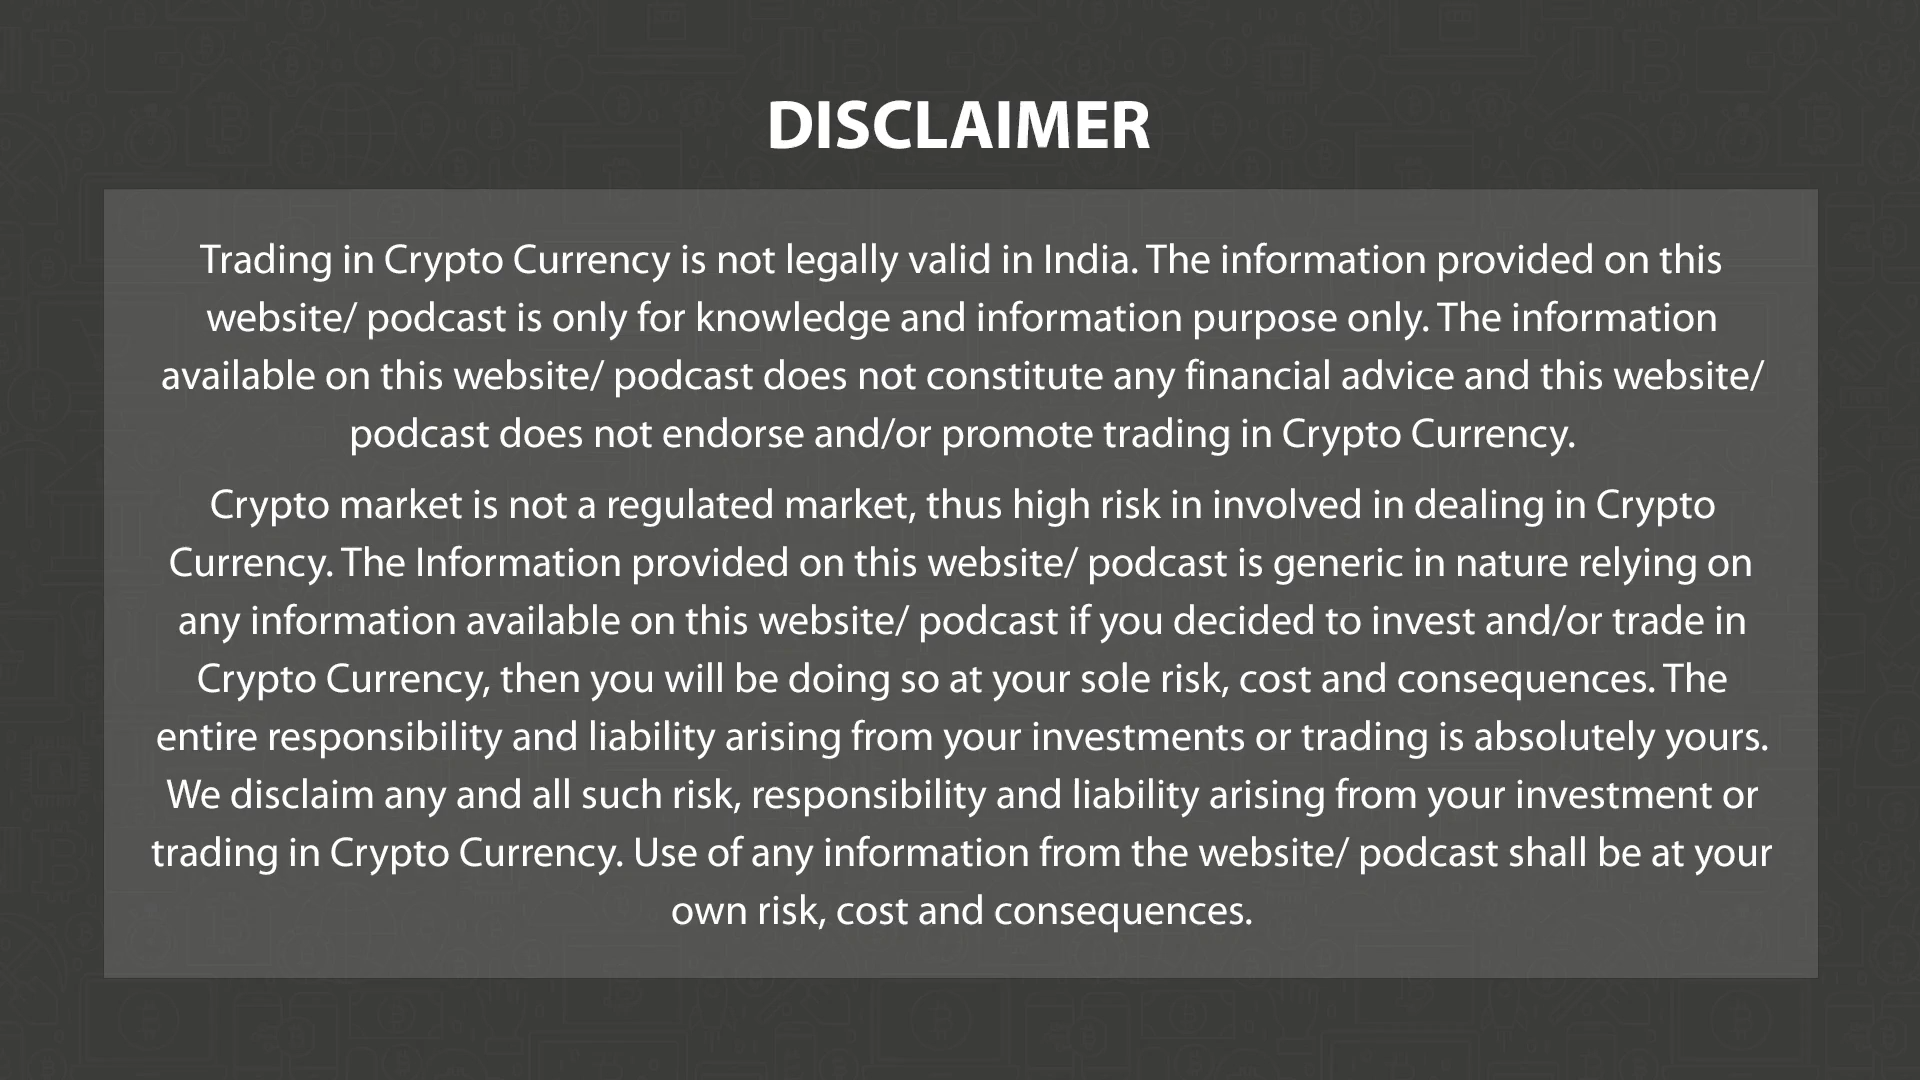 DISCLAIMER
Trading in Crypto Currency is not legally valid in India. The information provided on this
website/ podcast is only for knowledge and information purpose only. The information
available on this website/ podcast does not constitute any financial advice and this website/
podcast does not endorse and/or promote trading in Crypto Currency.
Crypto market is not a regulated market, thus high risk in involved in dealing in Crypto
Currency. The Information provided on this website/ podcast is generic in nature relying on
any information available on this website/ podcast if you decided to invest and/or trade in
Crypto Currency, then you will be doing so at your sole risk, cost and consequences. The
entire responsibility and liability arising from your investments or trading is absolutely yours.
We disclaim any and all such risk, responsibility and liability arising from your investment or
trading in Crypto Currency. Use of any information from the website/ podcast shall be at your
own risk, cost and consequences.